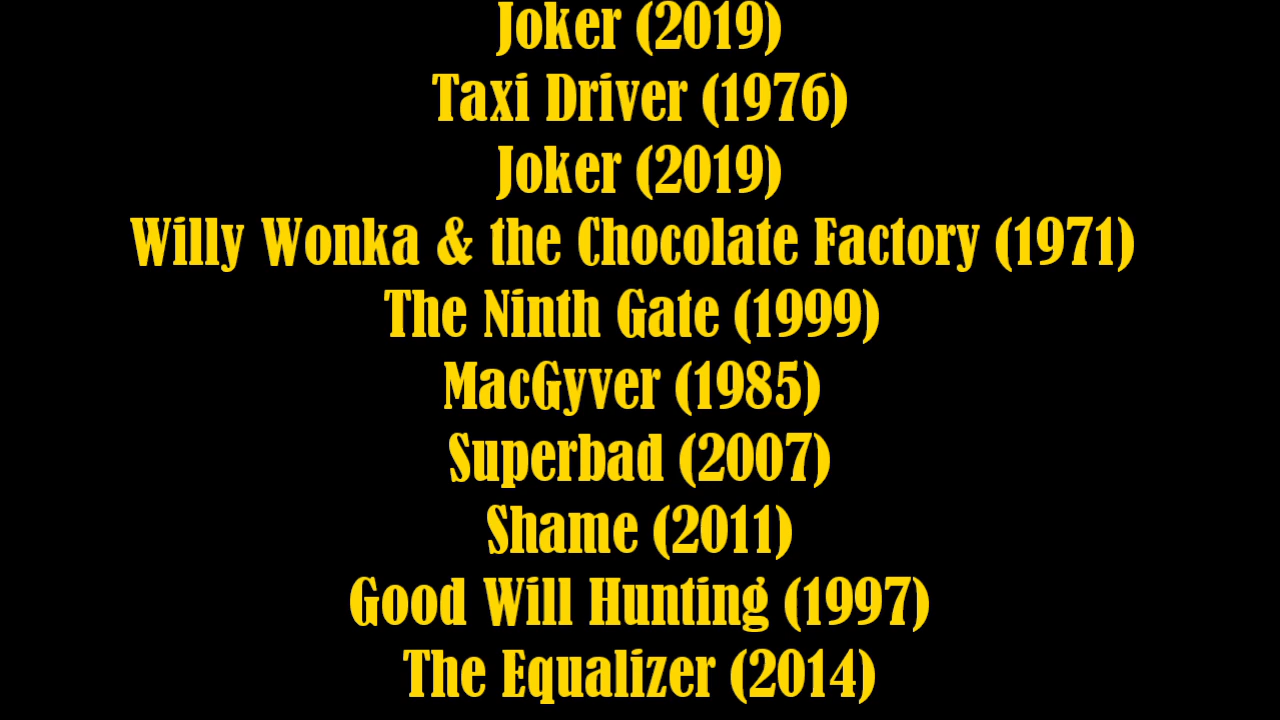 Joker (2019)
Taxi Driver (1976)
Joker (2019)
Willy Wonka & the Chocolate Factory (1971)
The Ninth Gate (1999)
MacGyver (1985)
Superbad (2007)
Shame (2011)
Good Will Hunting (1997)
The Equalizer (2014)